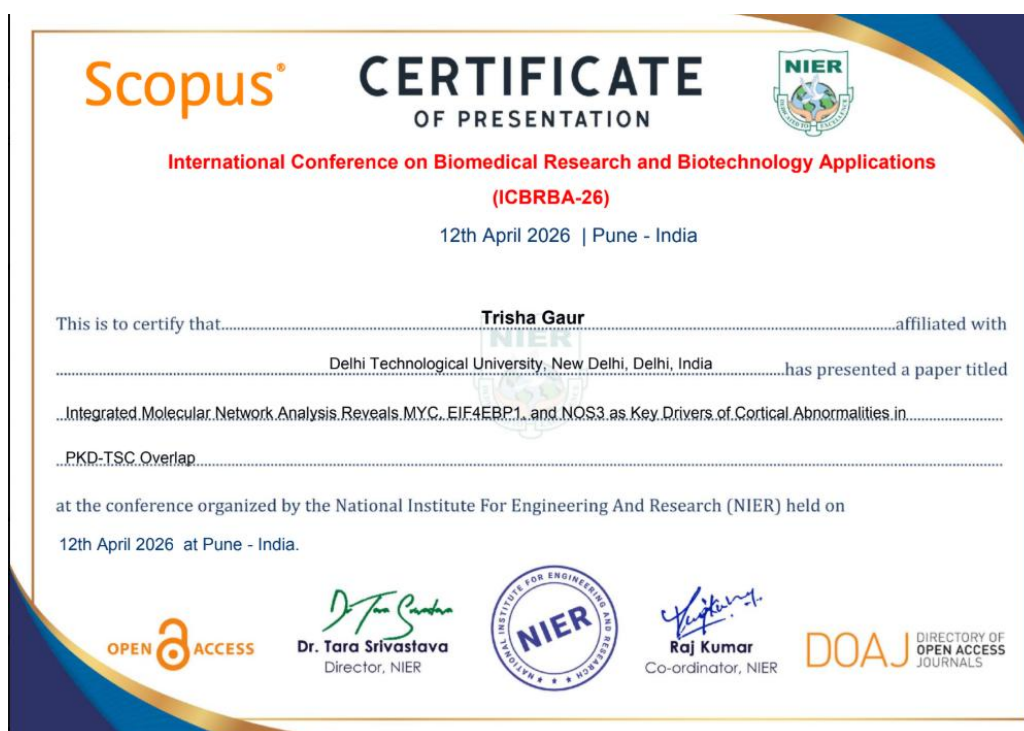 Scopus®
CERTIFICATE
OF PRESENTATION
NIER
DEDICATED TO EXCELLENCE
International Conference on Biomedical Research and Biotechnology Applications
(ICBRBA-26)
12th April 2026 | Pune - India
This is to certify that Trisha Gaur affiliated with
NIER
Delhi Technological University, New Delhi, Delhi, India has presented a paper titled
Integrated Molecular Network Analysis Reveals MYC, EIF4EBP1, and NOS3 as Key Drivers of Cortical Abnormalities in
PKD-TSC Overlap
at the conference organized by the National Institute For Engineering And Research (NIER) held on
12th April 2026 at Pune - India.
OPEN ACCESS
Dr. Tara Srivastava
Director, NIER
NATIONAL INSTITUTE FOR ENGINEERING AND RESEARCH
NIER
Raj Kumar
Co-ordinator, NIER
DOAJ DIRECTORY OF
OPEN ACCESS
JOURNALS